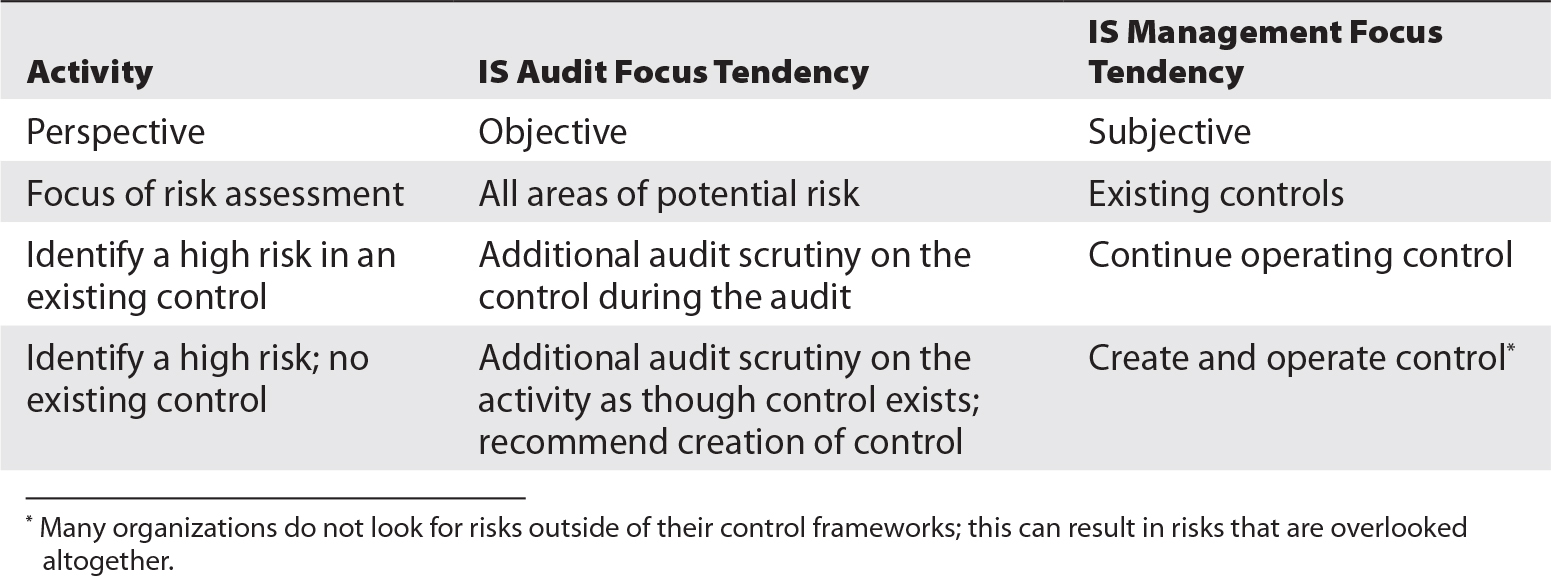 Activity IS Audit Focus Tendency IS Management Focus
Tendency
Perspective Objective Subjective
Focus of risk assessment All areas of potential risk Existing controls
Identify a high risk in an Additional audit scrutiny on the Continue operating control
existing control control during the audit
Identify a high risk; no Additional audit scrutiny on the Create and operate control*
existing control activity as though control exists;
recommend creation of control
* Many organizations do not look for risks outside of their control frameworks; this can result in risks that are overlooked
altogether.